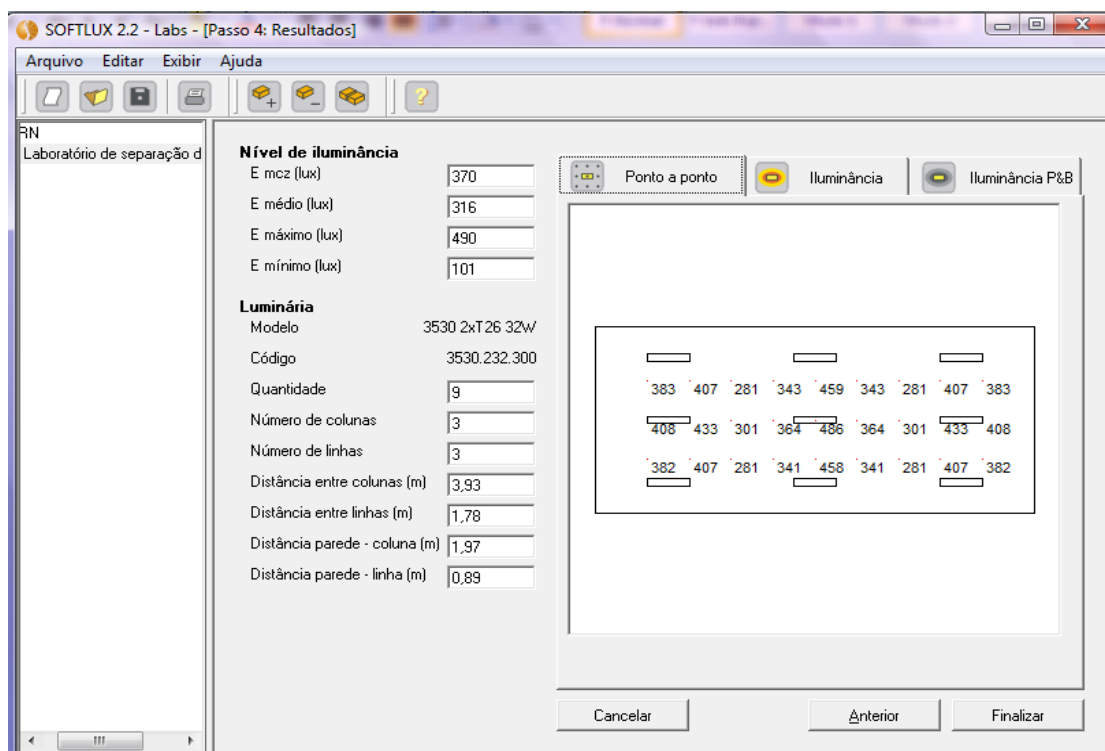 SOFTLUX 2.2 - Labs - [Passo 4: Resultados]
Arquivo Editar Exibir Ajuda
RN
Laboratório de separação d
Nível de iluminância
E mcz (lux) 370
E médio (lux) 316
E máximo (lux) 490
E mínimo (lux) 101
Luminária
Modelo 3530 2xT26 32W
Código 3530.232.300
Quantidade 9
Número de colunas 3
Número de linhas 3
Distância entre colunas (m) 3,93
Distância entre linhas (m) 1,78
Distância parede - coluna (m) 1,97
Distância parede - linha (m) 0,89
Ponto a ponto Iluminância Iluminância P&B
383 407 281 343 459 343 281 407 383
408 433 301 364 486 364 301 433 408
382 407 281 341 458 341 281 407 382
Cancelar Anterior Finalizar